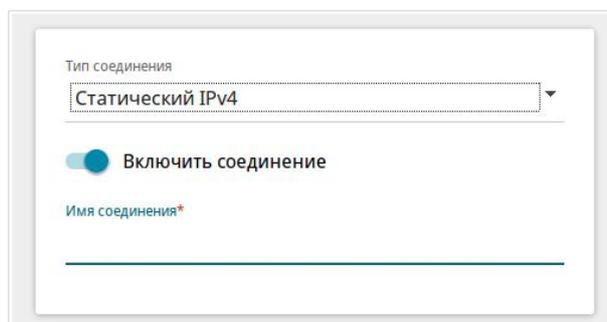 Тип соединения
Статический IPv4
Включить соединение
Имя соединения*